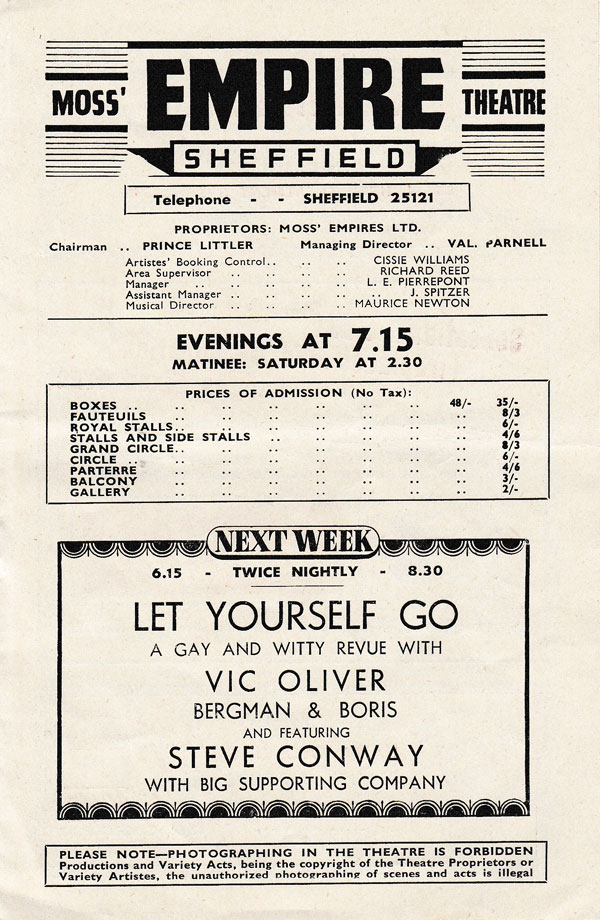 MOSS' EMPIRE THEATRE
SHEFFIELD
Telephone - - SHEFFIELD 25121
PROPRIETORS: MOSS' EMPIRES LTD.
Chairman .. PRINCE LITTLER Managing Director .. VAL. PARNELL
Artistes' Booking Control.. .. .. CISSIE WILLIAMS
Area Supervisor .. .. .. .. RICHARD REED
Manager .. .. .. .. .. L. E. PIERREPONT
Assistant Manager .. .. .. .. .. J. SPITZER
Musical Director .. .. .. .. MAURICE NEWTON
EVENINGS AT 7.15
MATINEE: SATURDAY AT 2.30
PRICES OF ADMISSION (No Tax):
BOXES .. .. .. .. .. .. .. 48/- 35/-
FAUTEUILS .. .. .. .. .. .. .. 8/3
ROYAL STALLS.. .. .. .. .. .. .. 6/-
STALLS AND SIDE STALLS .. .. .. .. .. 4/6
GRAND CIRCLE.. .. .. .. .. .. .. 8/3
CIRCLE .. .. .. .. .. .. .. .. 6/-
PARTERRE .. .. .. .. .. .. .. 4/6
BALCONY .. .. .. .. .. .. .. 3/-
GALLERY .. .. .. .. .. .. .. 2/-
NEXT WEEK
6.15 - TWICE NIGHTLY - 8.30
LET YOURSELF GO
A GAY AND WITTY REVUE WITH
VIC OLIVER
BERGMAN & BORIS
AND FEATURING
STEVE CONWAY
WITH BIG SUPPORTING COMPANY
PLEASE NOTE—PHOTOGRAPHING IN THE THEATRE IS FORBIDDEN
Productions and Variety Acts, being the copyright of the Theatre Proprietors or
Variety Artistes, the unauthorized photographing of scenes and acts is illegal